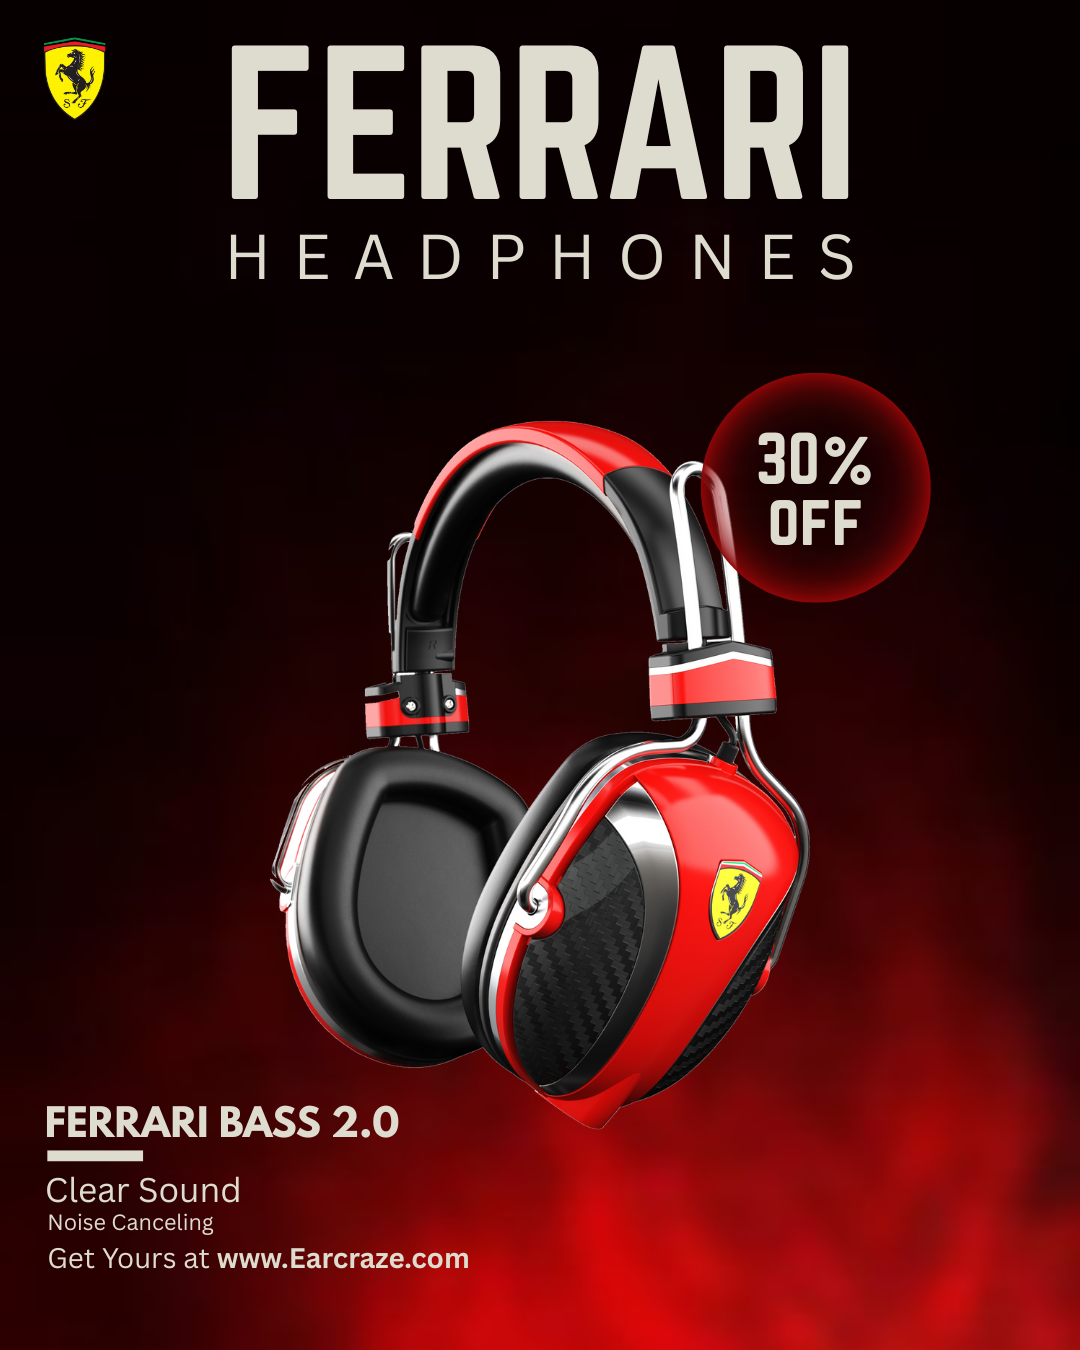 S F
FERRARI
HEADPHONES
30%
OFF
S F
FERRARI BASS 2.0
Clear Sound
Noise Canceling
Get Yours at www.Earcraze.com